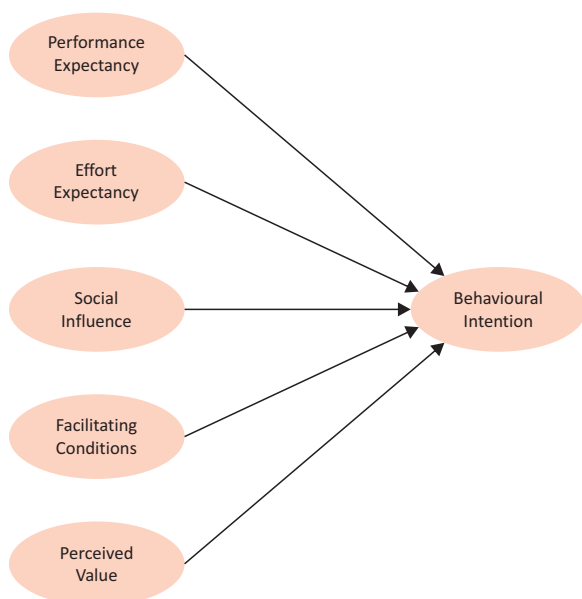 Performance
Expectancy
Effort
Expectancy
Social
Influence
Behavioural
Intention
Facilitating
Conditions
Perceived
Value